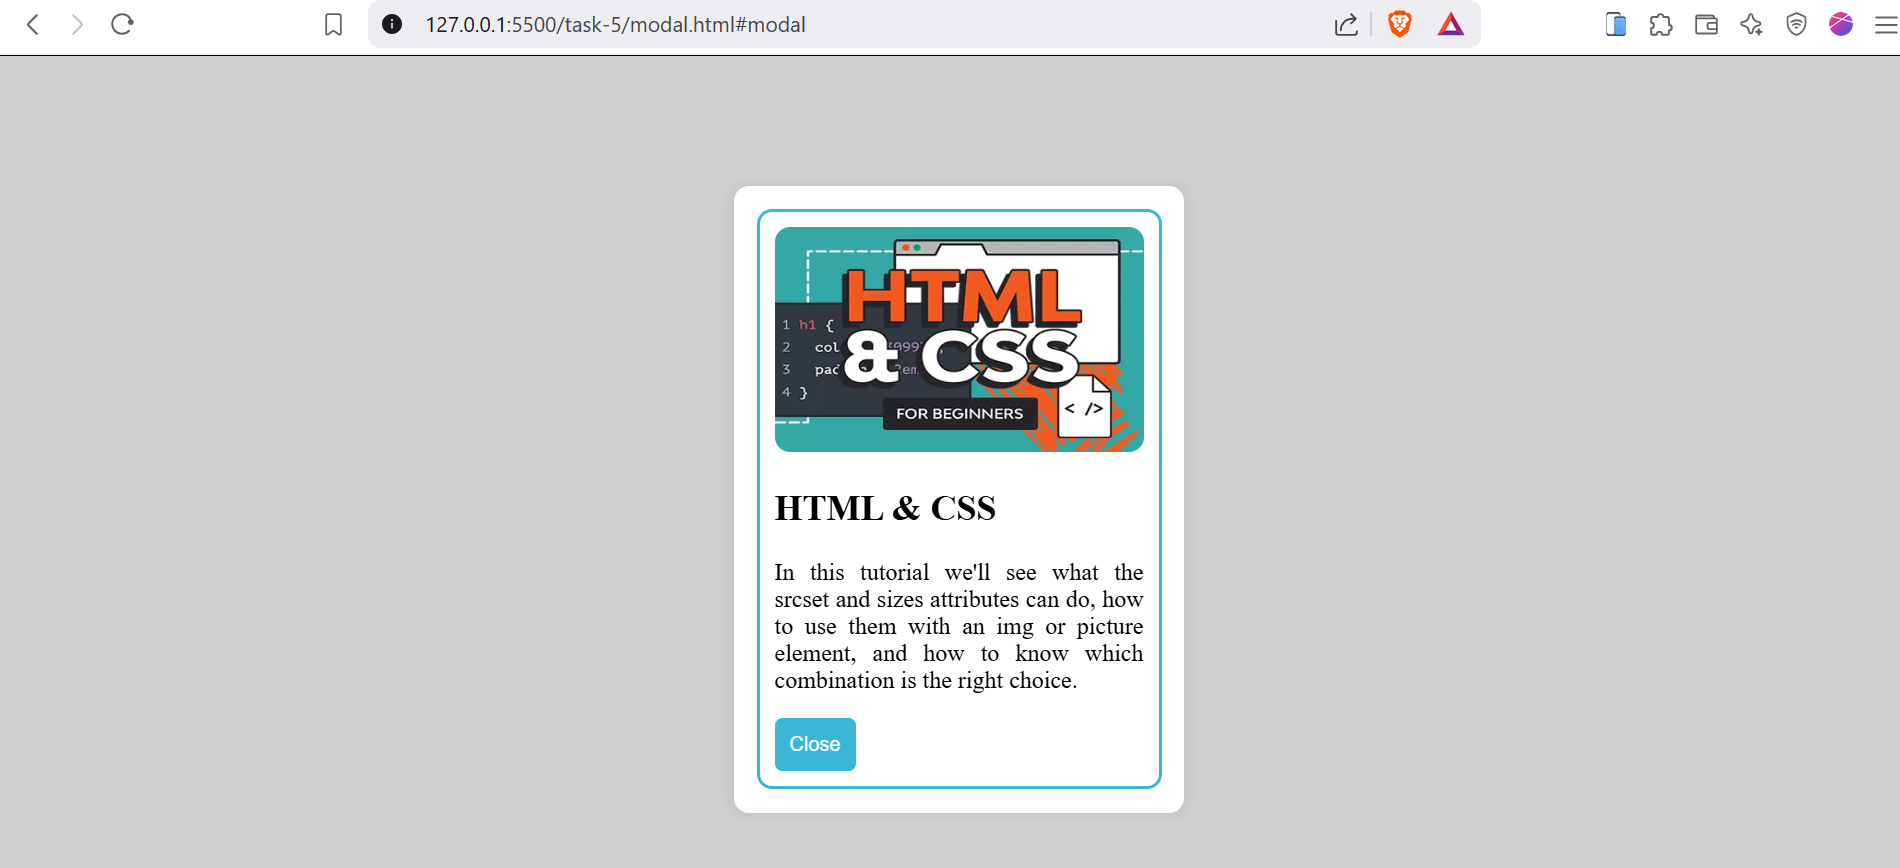 127.0.0.1:5500/task-5/modal.html#modal
HTML
& CSS
1 h1 {
2 col 3099
3 pad 2em
4 }
< />
FOR BEGINNERS
HTML & CSS
In this tutorial we'll see what the
srcset and sizes attributes can do, how
to use them with an img or picture
element, and how to know which
combination is the right choice.
Close